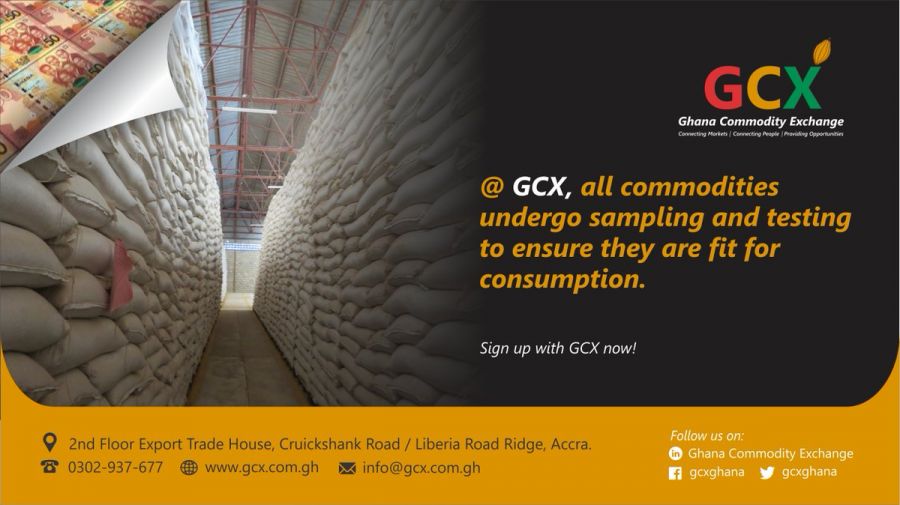 GCX
Ghana Commodity Exchange
Connecting Markets | Connecting People | Providing Opportunities
@ GCX, all commodities
undergo sampling and testing
to ensure they are fit for
consumption.
Sign up with GCX now!
2nd Floor Export Trade House, Cruickshank Road / Liberia Road Ridge, Accra.
0302-937-677 www.gcx.com.gh info@gcx.com.gh
Follow us on:
in Ghana Commodity Exchange
f gcxghana gcxghana